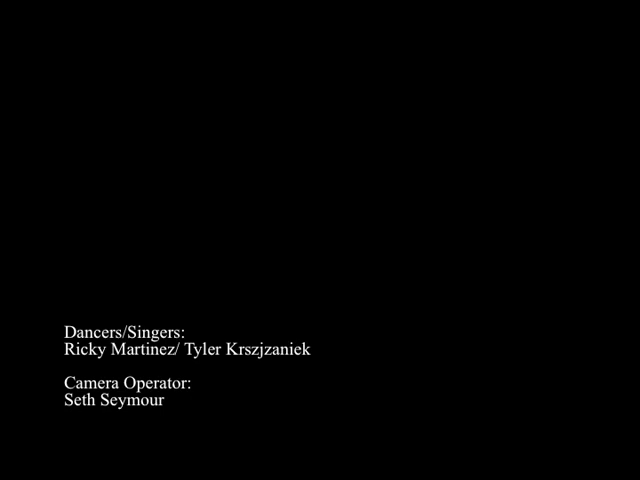 Dancers/Singers:
Ricky Martinez/ Tyler Krszjzaniek
Camera Operator:
Seth Seymour